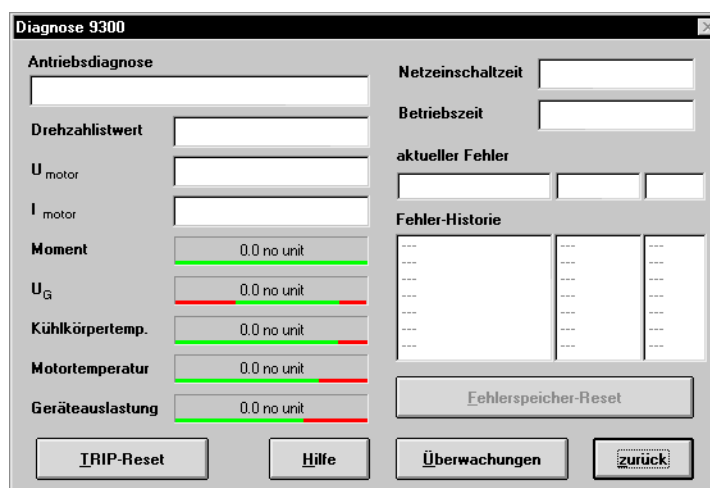 Diagnose 9300
Antriebsdiagnose
Drehzahlistwert
U motor
I motor
Moment
0.0 no unit
UG
0.0 no unit
Kühlkörpertemp.
0.0 no unit
Motortemperatur
0.0 no unit
Geräteauslastung
0.0 no unit
Netzeinschaltzeit
Betriebszeit
aktueller Fehler
Fehler-Historie
--- --- ---
--- --- ---
--- --- ---
--- --- ---
--- --- ---
--- --- ---
--- --- ---
Fehlerspeicher-Reset
TRIP-Reset
Hilfe
Überwachungen
zurück